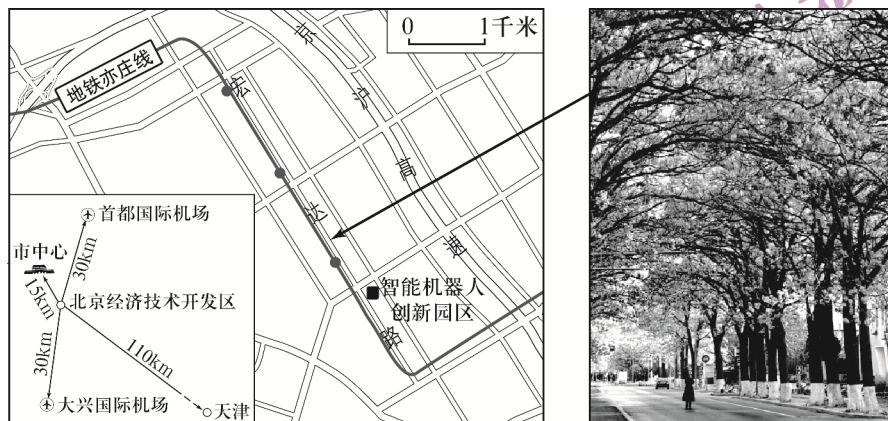 0 1千米
地铁亦庄线
京沪高速
宏达路
智能机器人
创新园区
首都国际机场
市中心
30km
15km
北京经济技术开发区
30km
110km
大兴国际机场
天津